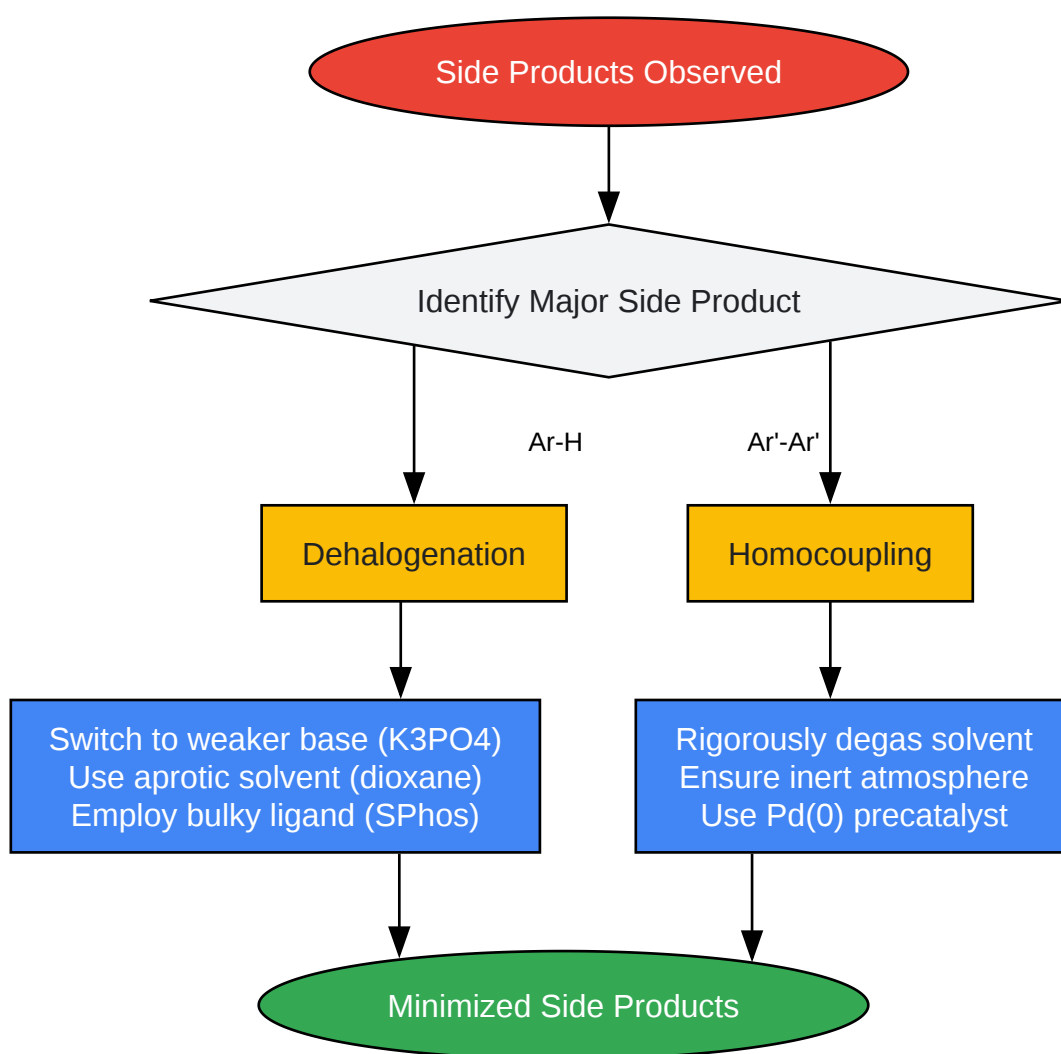 Side Products Observed
Identify Major Side Product
Ar-H
Ar'-Ar'
Dehalogenation
Homocoupling
Switch to weaker base (K3PO4)
Use aprotic solvent (dioxane)
Employ bulky ligand (SPhos)
Rigorously degas solvent
Ensure inert atmosphere
Use Pd(0) precatalyst
Minimized Side Products